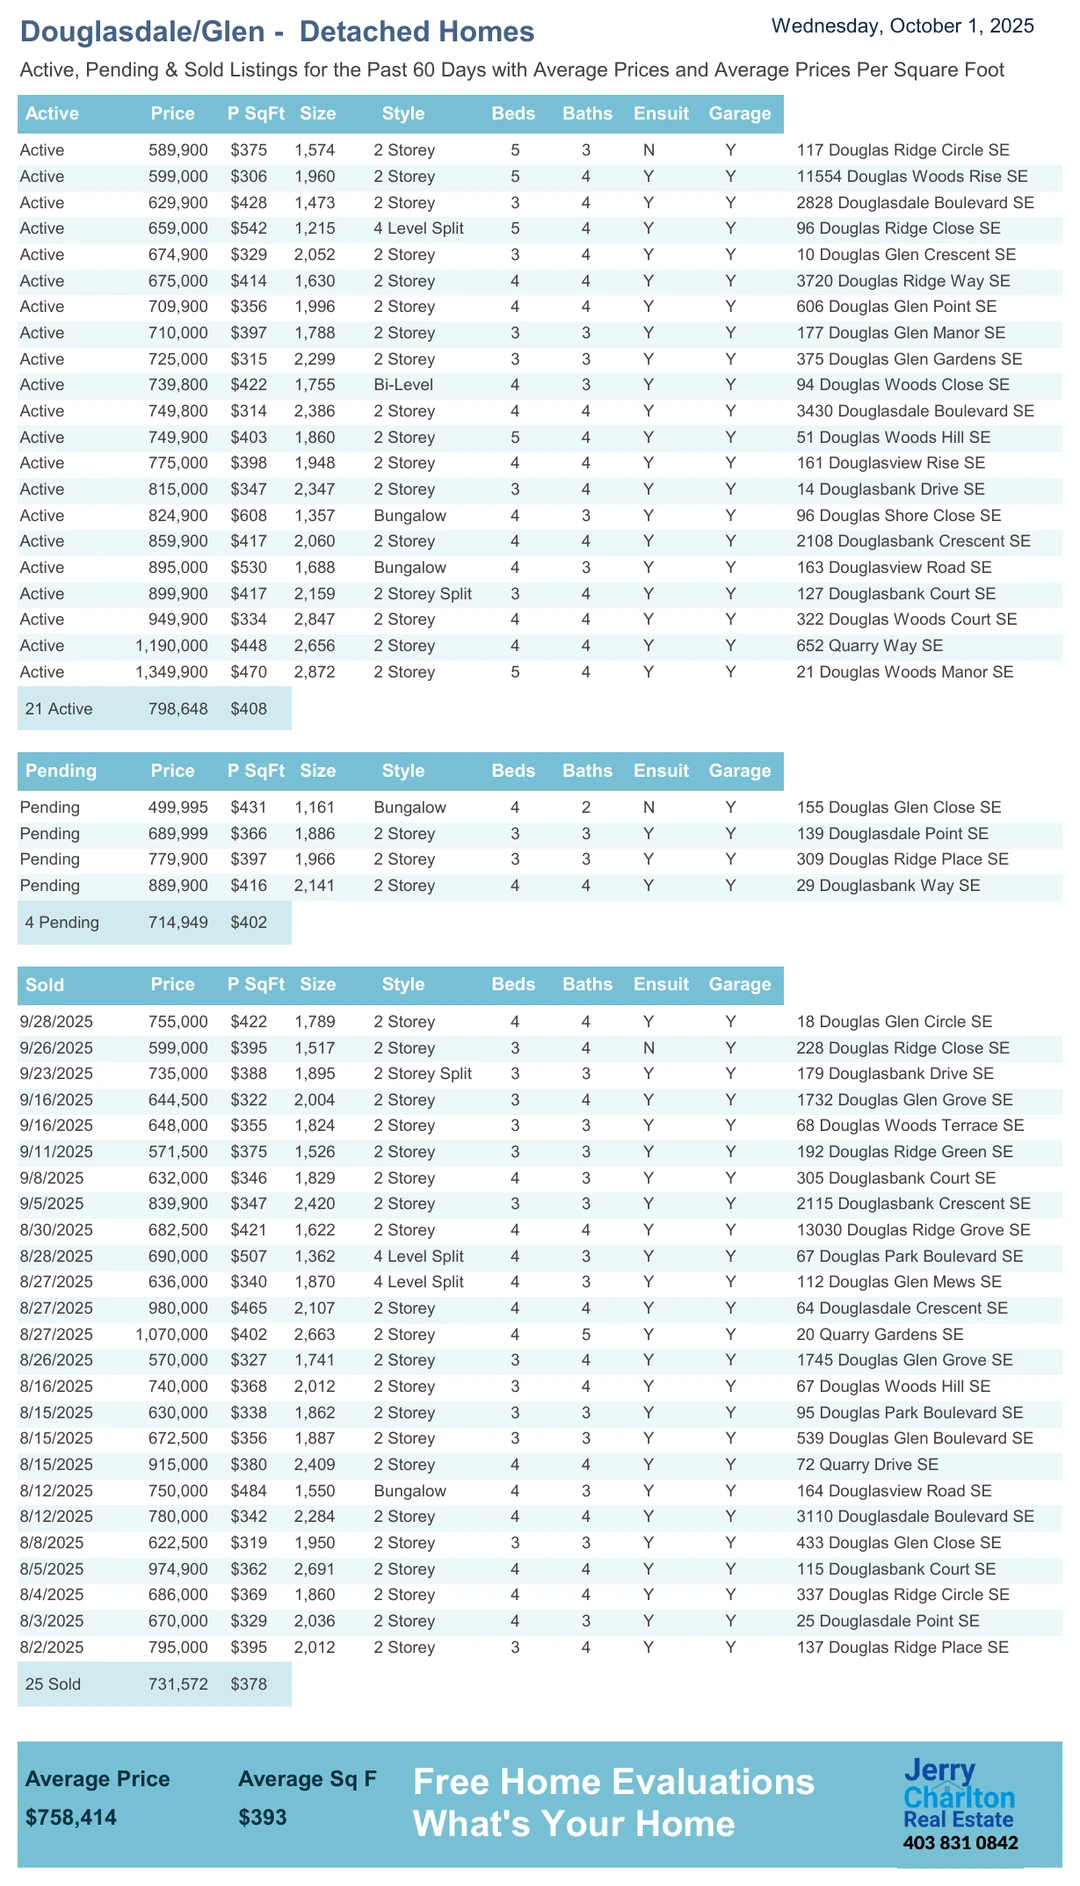 Douglasdale/Glen -  Detached Homes
Wednesday, October 1, 2025
Active, Pending & Sold Listings for the Past 60 Days with Average Prices and Average Prices Per Square Foot
Active Price P SqFt Size Style Beds Baths Ensuit Garage
Active 589,900 $375 1,574 2 Storey 5 3 N Y 117 Douglas Ridge Circle SE
Active 599,000 $306 1,960 2 Storey 5 4 Y Y 11554 Douglas Woods Rise SE
Active 629,900 $428 1,473 2 Storey 3 4 Y Y 2828 Douglasdale Boulevard SE
Active 659,000 $542 1,215 4 Level Split 5 4 Y Y 96 Douglas Ridge Close SE
Active 674,900 $329 2,052 2 Storey 3 4 Y Y 10 Douglas Glen Crescent SE
Active 675,000 $414 1,630 2 Storey 4 4 Y Y 3720 Douglas Ridge Way SE
Active 709,900 $356 1,996 2 Storey 4 4 Y Y 606 Douglas Glen Point SE
Active 710,000 $397 1,788 2 Storey 3 3 Y Y 177 Douglas Glen Manor SE
Active 725,000 $315 2,299 2 Storey 3 3 Y Y 375 Douglas Glen Gardens SE
Active 739,800 $422 1,755 Bi-Level 4 3 Y Y 94 Douglas Woods Close SE
Active 749,800 $314 2,386 2 Storey 4 4 Y Y 3430 Douglasdale Boulevard SE
Active 749,900 $403 1,860 2 Storey 5 4 Y Y 51 Douglas Woods Hill SE
Active 775,000 $398 1,948 2 Storey 4 4 Y Y 161 Douglasview Rise SE
Active 815,000 $347 2,347 2 Storey 3 4 Y Y 14 Douglasbank Drive SE
Active 824,900 $608 1,357 Bungalow 4 3 Y Y 96 Douglas Shore Close SE
Active 859,900 $417 2,060 2 Storey 4 4 Y Y 2108 Douglasbank Crescent SE
Active 895,000 $530 1,688 Bungalow 4 3 Y Y 163 Douglasview Road SE
Active 899,900 $417 2,159 2 Storey Split 3 4 Y Y 127 Douglasbank Court SE
Active 949,900 $334 2,847 2 Storey 4 4 Y Y 322 Douglas Woods Court SE
Active 1,190,000 $448 2,656 2 Storey 4 4 Y Y 652 Quarry Way SE
Active 1,349,900 $470 2,872 2 Storey 5 4 Y Y 21 Douglas Woods Manor SE
21 Active 798,648 $408
Pending Price P SqFt Size Style Beds Baths Ensuit Garage
Pending 499,995 $431 1,161 Bungalow 4 2 N Y 155 Douglas Glen Close SE
Pending 689,999 $366 1,886 2 Storey 3 3 Y Y 139 Douglasdale Point SE
Pending 779,900 $397 1,966 2 Storey 3 3 Y Y 309 Douglas Ridge Place SE
Pending 889,900 $416 2,141 2 Storey 4 4 Y Y 29 Douglasbank Way SE
4 Pending 714,949 $402
Sold Price P SqFt Size Style Beds Baths Ensuit Garage
9/28/2025 755,000 $422 1,789 2 Storey 4 4 Y Y 18 Douglas Glen Circle SE
9/26/2025 599,000 $395 1,517 2 Storey 3 4 N Y 228 Douglas Ridge Close SE
9/23/2025 735,000 $388 1,895 2 Storey Split 3 3 Y Y 179 Douglasbank Drive SE
9/16/2025 644,500 $322 2,004 2 Storey 3 4 Y Y 1732 Douglas Glen Grove SE
9/16/2025 648,000 $355 1,824 2 Storey 3 3 Y Y 68 Douglas Woods Terrace SE
9/11/2025 571,500 $375 1,526 2 Storey 3 3 Y Y 192 Douglas Ridge Green SE
9/8/2025 632,000 $346 1,829 2 Storey 4 3 Y Y 305 Douglasbank Court SE
9/5/2025 839,900 $347 2,420 2 Storey 3 3 Y Y 2115 Douglasbank Crescent SE
8/30/2025 682,500 $421 1,622 2 Storey 4 4 Y Y 13030 Douglas Ridge Grove SE
8/28/2025 690,000 $507 1,362 4 Level Split 4 3 Y Y 67 Douglas Park Boulevard SE
8/27/2025 636,000 $340 1,870 4 Level Split 4 3 Y Y 112 Douglas Glen Mews SE
8/27/2025 980,000 $465 2,107 2 Storey 4 4 Y Y 64 Douglasdale Crescent SE
8/27/2025 1,070,000 $402 2,663 2 Storey 4 5 Y Y 20 Quarry Gardens SE
8/26/2025 570,000 $327 1,741 2 Storey 3 4 Y Y 1745 Douglas Glen Grove SE
8/16/2025 740,000 $368 2,012 2 Storey 3 4 Y Y 67 Douglas Woods Hill SE
8/15/2025 630,000 $338 1,862 2 Storey 3 3 Y Y 95 Douglas Park Boulevard SE
8/15/2025 672,500 $356 1,887 2 Storey 3 3 Y Y 539 Douglas Glen Boulevard SE
8/15/2025 915,000 $380 2,409 2 Storey 4 4 Y Y 72 Quarry Drive SE
8/12/2025 750,000 $484 1,550 Bungalow 4 3 Y Y 164 Douglasview Road SE
8/12/2025 780,000 $342 2,284 2 Storey 4 4 Y Y 3110 Douglasdale Boulevard SE
8/8/2025 622,500 $319 1,950 2 Storey 3 3 Y Y 433 Douglas Glen Close SE
8/5/2025 974,900 $362 2,691 2 Storey 4 4 Y Y 115 Douglasbank Court SE
8/4/2025 686,000 $369 1,860 2 Storey 4 4 Y Y 337 Douglas Ridge Circle SE
8/3/2025 670,000 $329 2,036 2 Storey 4 3 Y Y 25 Douglasdale Point SE
8/2/2025 795,000 $395 2,012 2 Storey 3 4 Y Y 137 Douglas Ridge Place SE
25 Sold 731,572 $378
Average Price Average Sq F
$758,414 $393
Free Home Evaluations
What's Your Home
Jerry
Charlton
Real Estate
403 831 0842